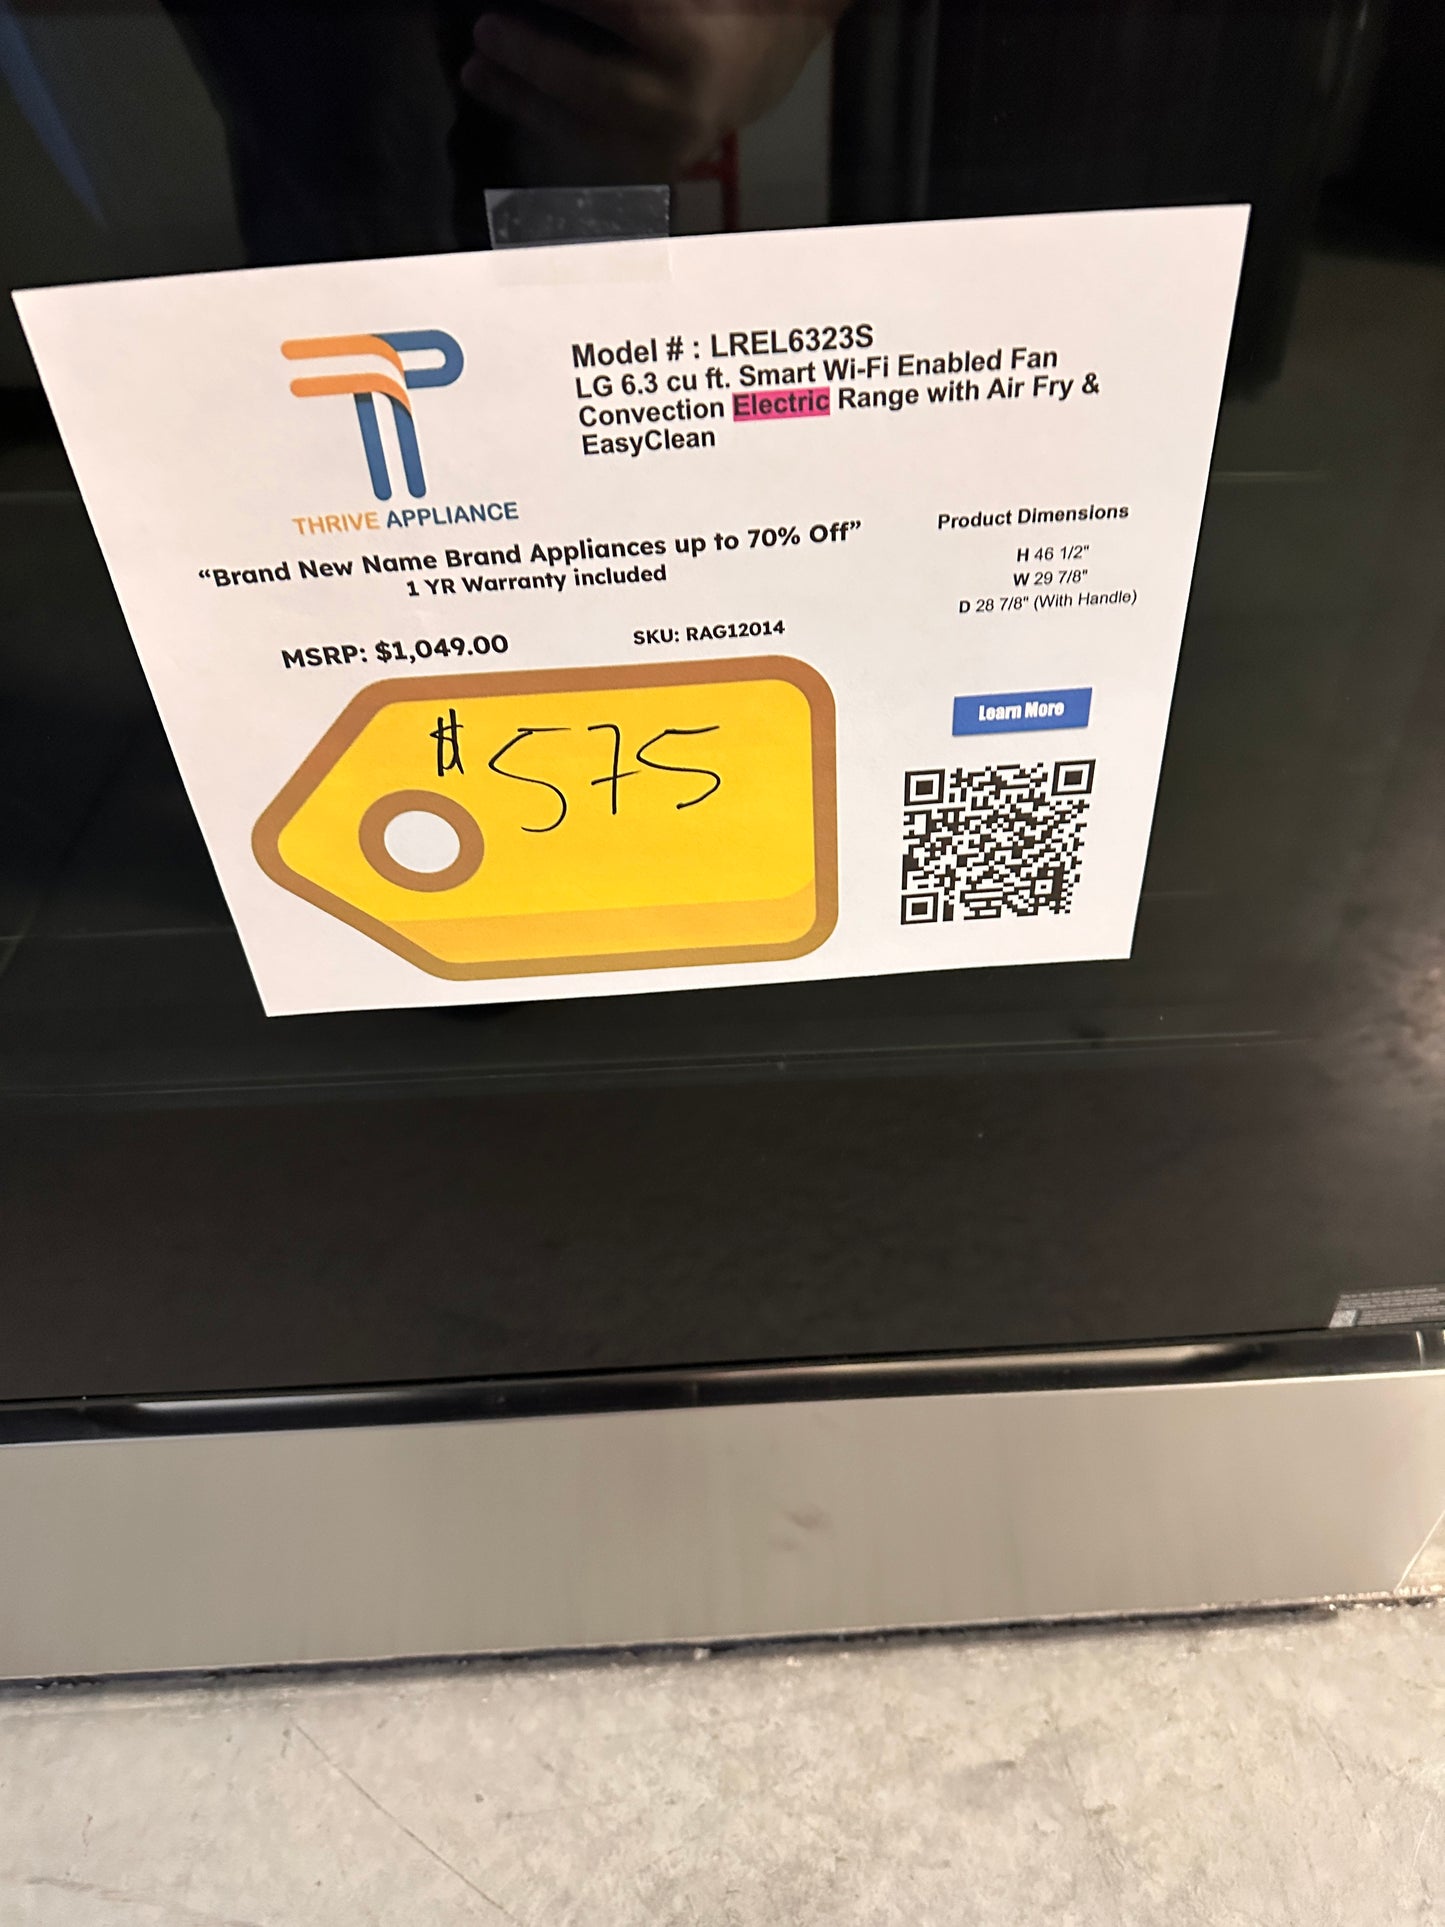 Model # : LREL6323S
LG 6.3 cu ft. Smart Wi-Fi Enabled Fan
Convection Electric Range with Air Fry &
EasyClean
THRIVE APPLIANCE
“Brand New Name Brand Appliances up to 70% Off”
1 YR Warranty included
Product Dimensions
H 46 1/2"
W 29 7/8"
D 28 7/8" (With Handle)
MSRP: $1,049.00
SKU: RAG12014
$575
Learn More